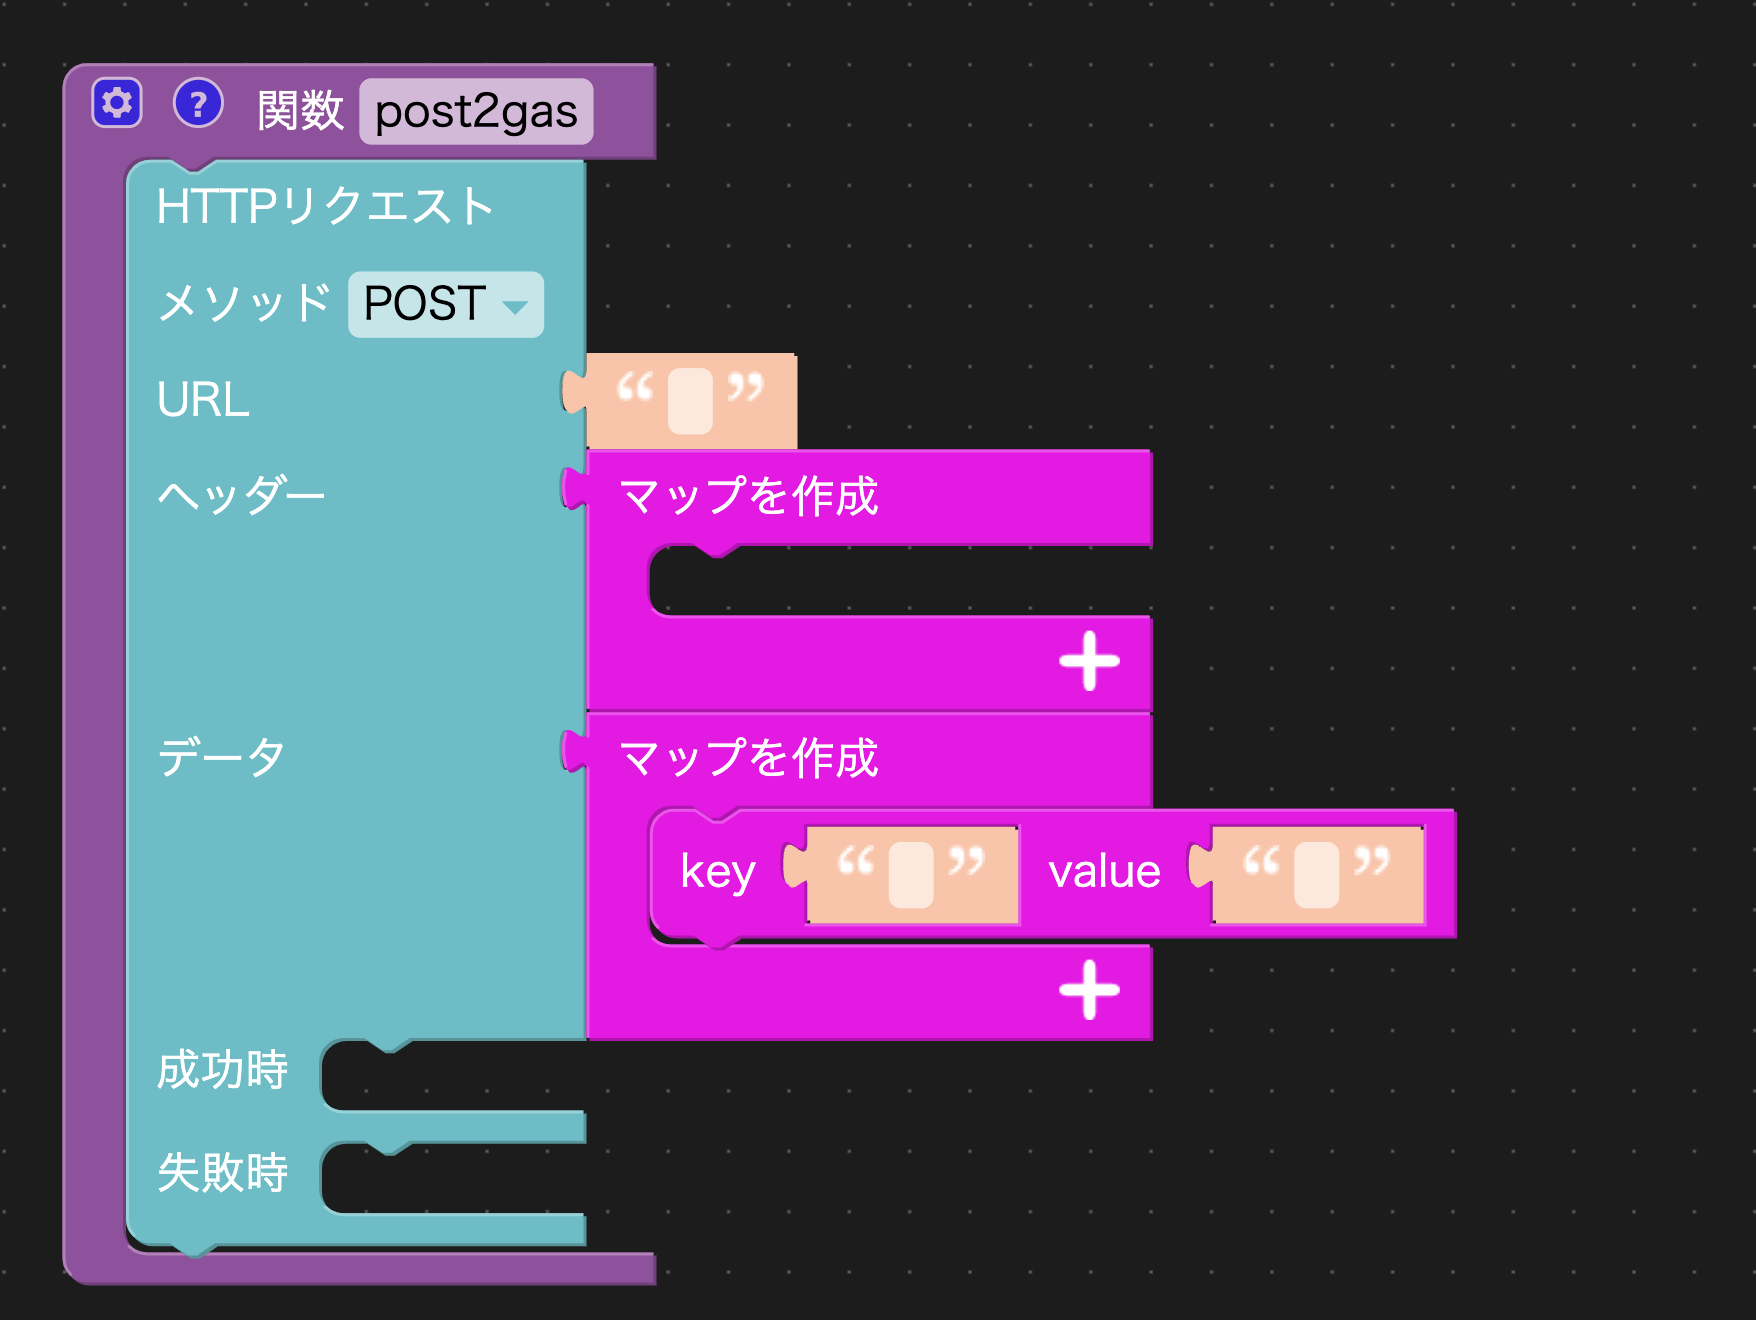 関数 post2gas
HTTPリクエスト
メソッド POST
URL “ ”
ヘッダー マップを作成
データ マップを作成
key “ ” value “ ”
成功時
失敗時